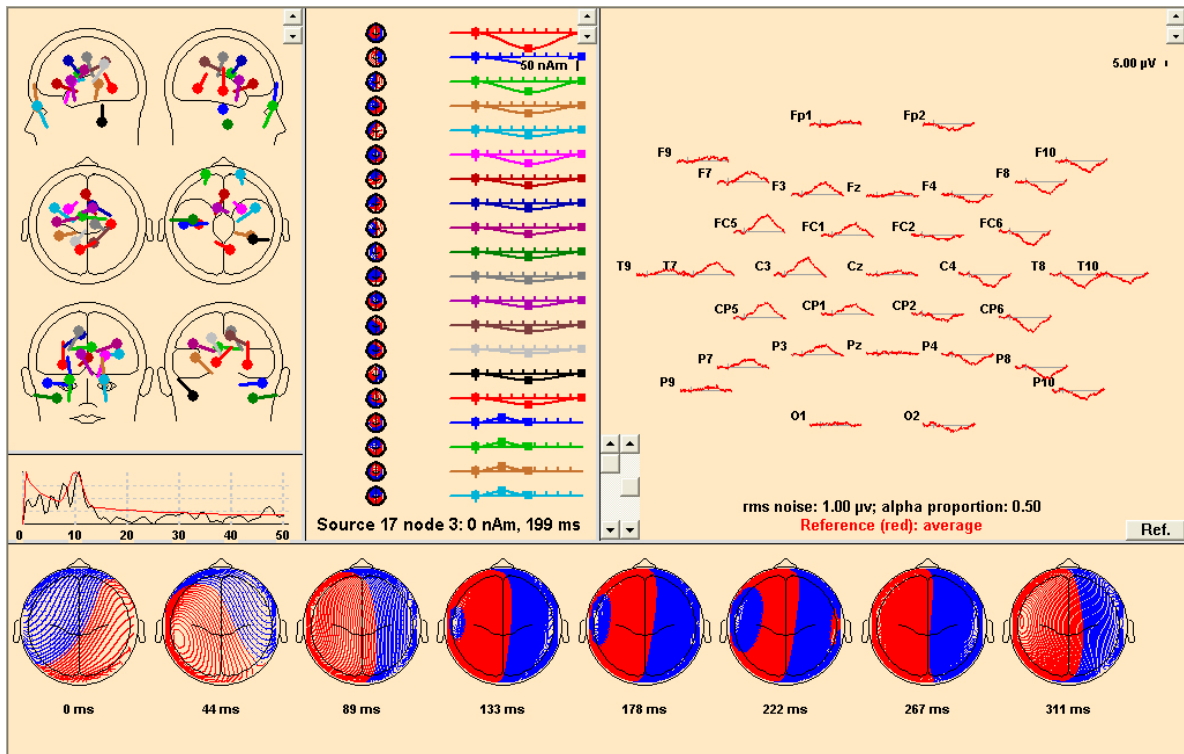 50 nAm
5.00 µV
Fp1 Fp2
F9 F10
F7 F8
F3 Fz F4
FC5 FC1 FC2 FC6
T9 T7 C3 Cz C4 T8 T10
CP5 CP1 CP2 CP6
P3 Pz P4
P7 P8
P9 P10
O1 O2
0 10 20 30 40 50
Source 17 node 3: 0 nAm, 199 ms
rms noise: 1.00 µv; alpha proportion: 0.50
Reference (red): average
Ref.
0 ms 44 ms 89 ms 133 ms 178 ms 222 ms 267 ms 311 ms